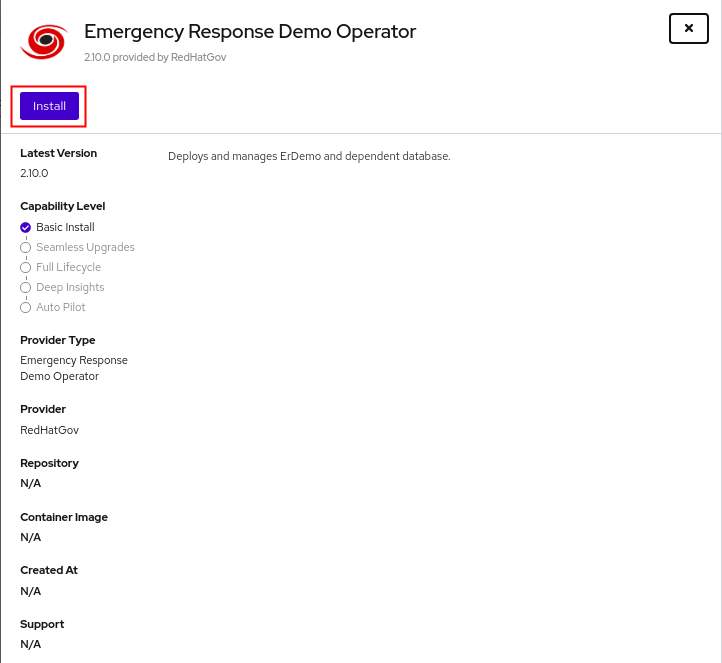 Emergency Response Demo Operator
2.10.0 provided by RedHatGov
Install
Latest Version
2.10.0
Deploys and manages ErDemo and dependent database.
Capability Level
Basic Install
Seamless Upgrades
Full Lifecycle
Deep Insights
Auto Pilot
Provider Type
Emergency Response
Demo Operator
Provider
RedHatGov
Repository
N/A
Container Image
N/A
Created At
N/A
Support
N/A